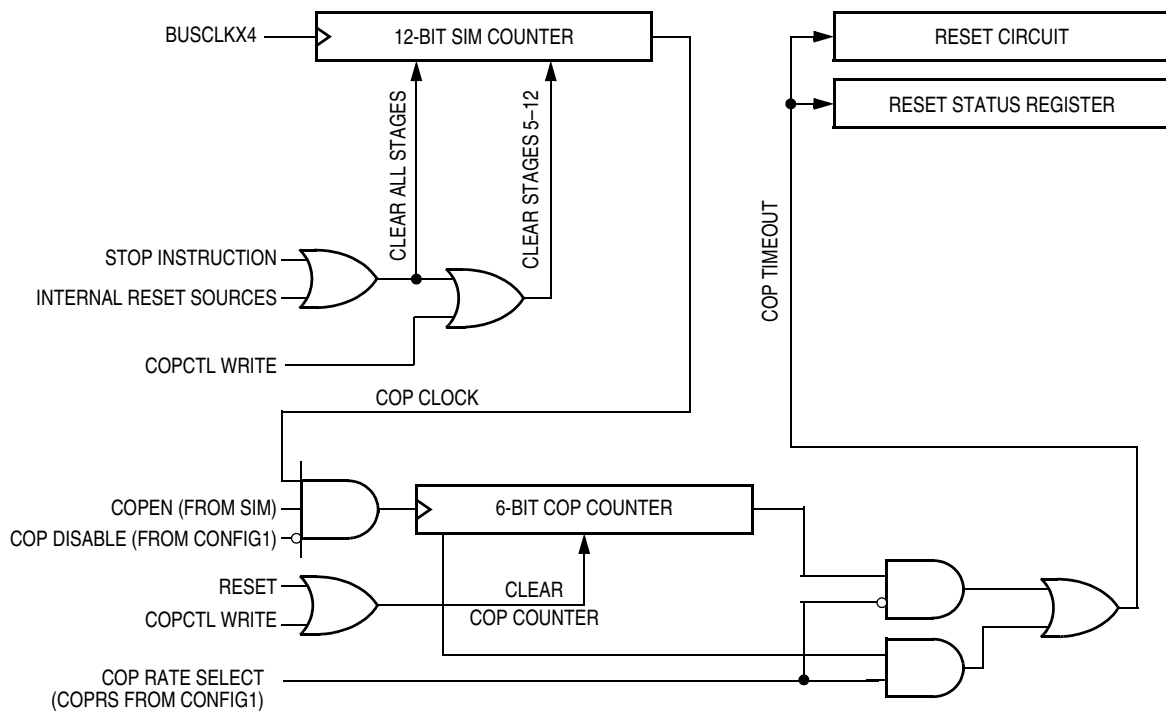 BUSCLKX4
12-BIT SIM COUNTER
RESET CIRCUIT
RESET STATUS REGISTER
CLEAR ALL STAGES
CLEAR STAGES 5–12
COP TIMEOUT
STOP INSTRUCTION
INTERNAL RESET SOURCES
COPCTL WRITE
COP CLOCK
COPEN (FROM SIM)
COP DISABLE (FROM CONFIG1)
6-BIT COP COUNTER
RESET
COPCTL WRITE
CLEAR
COP COUNTER
COP RATE SELECT
(COPRS FROM CONFIG1)